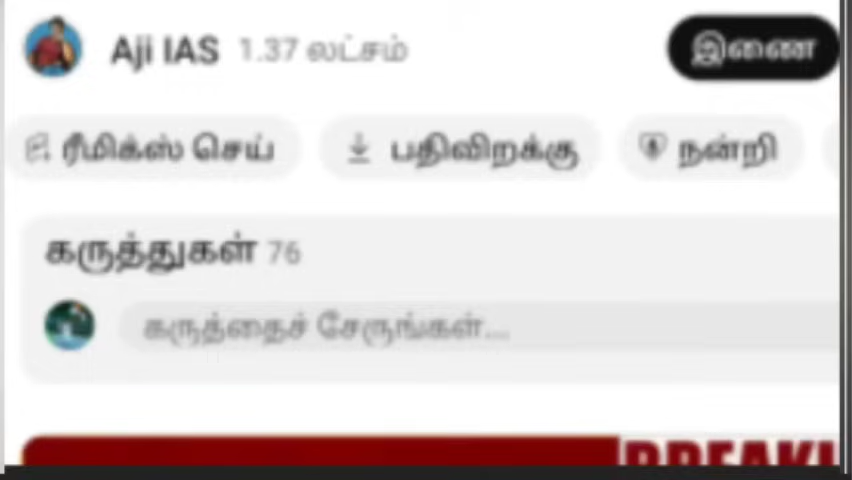 Aji IAS 1.37 லட்சம் இணை
ரீமிக்ஸ் செய் பதிவிறக்கு நன்றி
கருத்துகள் 76
கருத்தைச் சேருங்கள்...